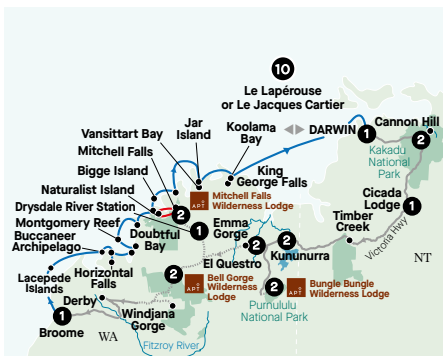 10
Le Lapérouse
or Le Jacques Cartier
Jar
Island
Vansittart Bay
Koolama
Bay
DARWIN
1
Cannon Hill
2
Mitchell Falls
Kakadu
National
Park
Bigge Island
King
George Falls
Naturalist Island
APT
Mitchell Falls
Wilderness Lodge
2
Cicada
Lodge
1
Drysdale River Station
1
Emma
Gorge
Timber
Creek
Montgomery Reef
Buccaneer
Archipelago
Doubtful
Bay
2
2
Victoria Hwy
NT
El Questro
Kununurra
Lacepede
Islands
Horizontal
Falls
2
APT
Bell Gorge
Wilderness
Lodge
2
APT
Bungle Bungle
Wilderness Lodge
Derby
Purnululu
National Park
1
Windjana
Gorge
Broome
WA
Fitzroy River